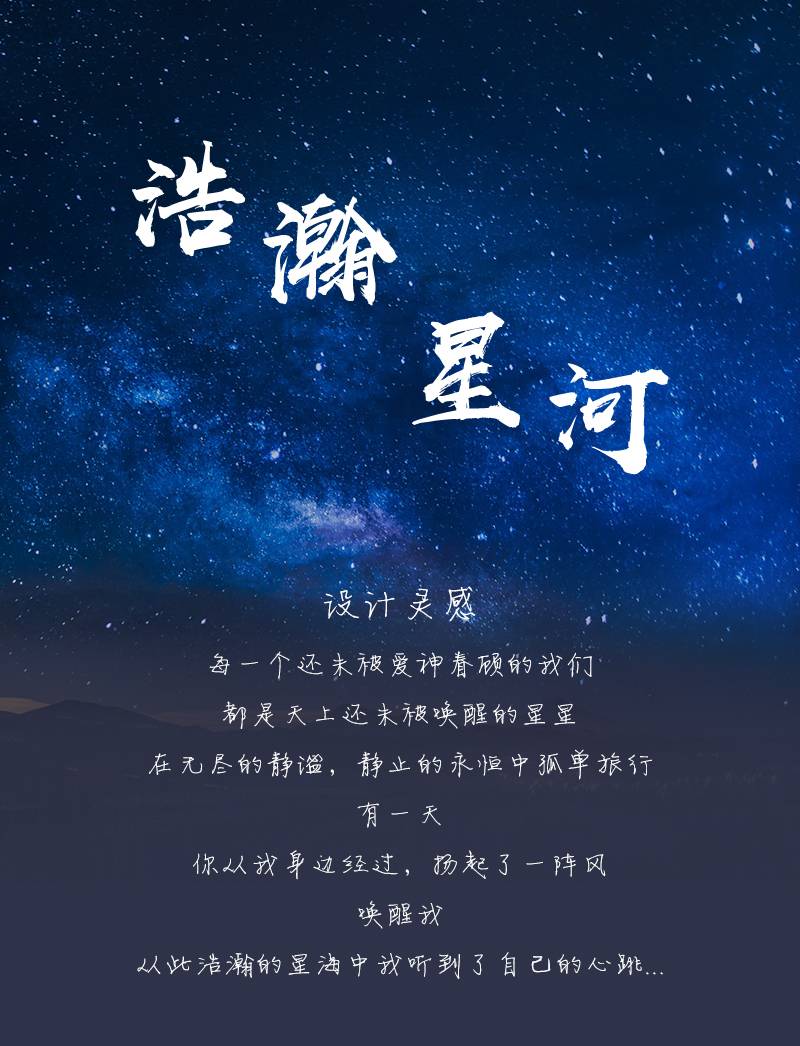 浩瀚星河
设计灵感
每一个还未被爱神春顾的我们
都是天上还未被唤醒的星星
在无尽的静谧，静止的永恒中孤单旅行
有一天
你从我身边经过，扬起了一阵风
唤醒我
从此浩瀚的星海中我听到了自己的心跳...